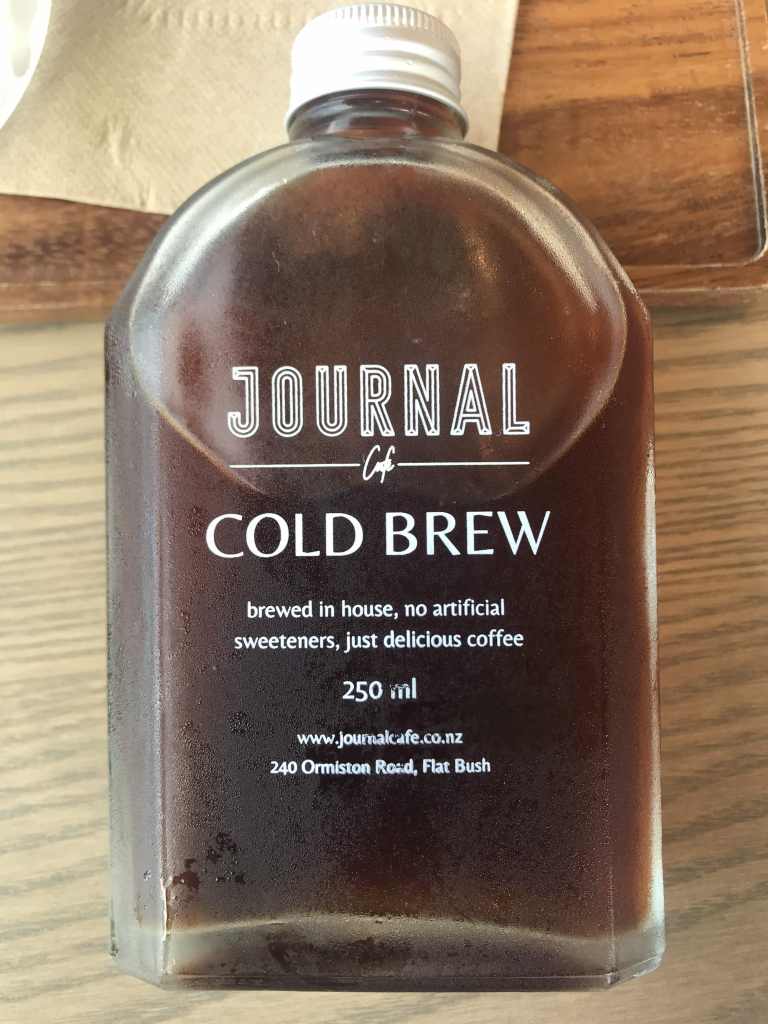 JOURNAL
Café
COLD BREW
brewed in house, no artificial
sweeteners, just delicious coffee
250 ml
www.journalcafe.co.nz
240 Ormiston Road, Flat Bush